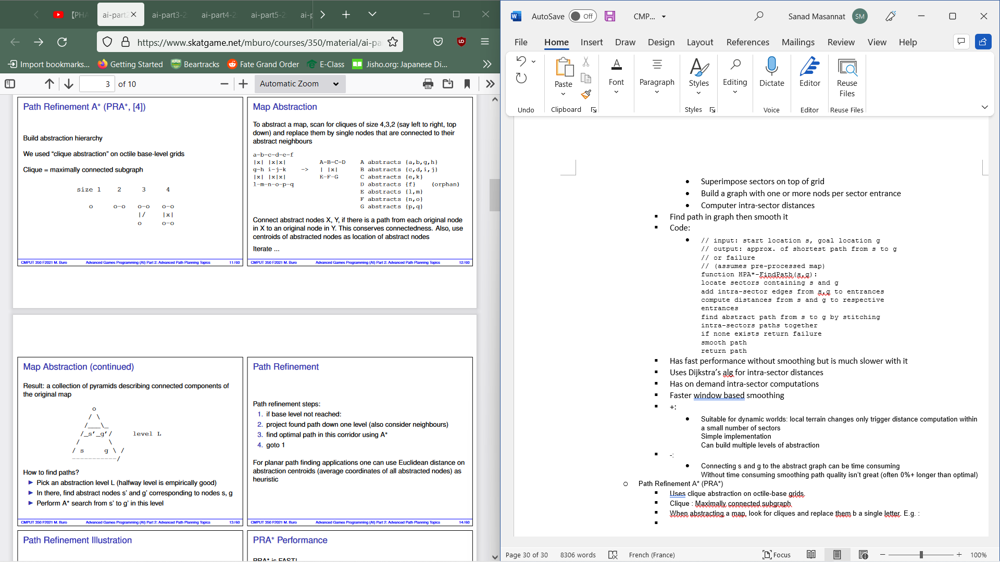 [PHA
ai-part2
ai-part3-2
ai-part4-2
ai-part5-2
ai-p
https://www.skatgame.net/mburo/courses/350/material/ai-pa
Import bookmarks...
Getting Started
Beartracks
Fate Grand Order
E-Class
Jisho.org: Japanese Di...
3 of 10
Automatic Zoom
Path Refinement A* (PRA*, [4])
Build abstraction hierarchy
We used “clique abstraction” on octile base-level grids
Clique = maximally connected subgraph
size 1 2 3 4
o o-o o-o o-o
|/ |x|
o o-o
CMPUT 350 F2021 M. Buro Advanced Games Programming (AI) Part 2: Advanced Path Planning Topics 11/60
Map Abstraction
To abstract a map, scan for cliques of size 4,3,2 (say left to right, top
down) and replace them by single nodes that are connected to their
abstract neighbours
a-b-c-d-e-f
|x| |x|x| A-B-C-D A abstracts {a,b,g,h}
g-h i-j-k -> | |x| B abstracts {c,d,i,j}
|x| |x|x| E-F-G C abstracts {e,k}
l-m-n-o-p-q D abstracts {f} (orphan)
E abstracts {l,m}
F abstracts {n,o}
G abstracts {p,q}
Connect abstract nodes X, Y, if there is a path from each original node
in X to an original node in Y. This conserves connectedness. Also, use
centroids of abstracted nodes as location of abstract nodes
Iterate ...
CMPUT 350 F2021 M. Buro Advanced Games Programming (AI) Part 2: Advanced Path Planning Topics 12/60
Map Abstraction (continued)
Result: a collection of pyramids describing connected components of
the original map
o
/ \
/___\_
/_s’_g’/ level L
/ \
/ s g \ /
-----------/
How to find paths?
Pick an abstraction level L (halfway level is empirically good)
In there, find abstract nodes s’ and g’ corresponding to nodes s, g
Perform A* search from s’ to g’ in this level
CMPUT 350 F2021 M. Buro Advanced Games Programming (AI) Part 2: Advanced Path Planning Topics 13/60
Path Refinement
Path refinement steps:
1. if base level not reached:
2. project found path down one level (also consider neighbours)
3. find optimal path in this corridor using A*
4. goto 1
For planar path finding applications one can use Euclidean distance on
abstraction centroids (average coordinates of all abstracted nodes) as
heuristic
CMPUT 350 F2021 M. Buro Advanced Games Programming (AI) Part 2: Advanced Path Planning Topics 14/60
Path Refinement Illustration
PRA* Performance
PRA* is FAST!
AutoSave Off
CMP...
Sanad Masannat SM
File Home Insert Draw Design Layout References Mailings Review View Help
Paste
Font
Paragraph
Styles
Editing
Dictate
Editor
Reuse
Files
Undo
Clipboard
Styles
Voice
Editor
Reuse Files
• Superimpose sectors on top of grid
• Build a graph with one or more nods per sector entrance
• Computer intra-sector distances
▪ Find path in graph then smooth it
▪ Code:
• // input: start location s, goal location g
// output: approx. of shortest path from s to g
// or failure
// (assumes pre-processed map)
function HPA*-FindPath(s,g):
locate sectors containing s and g
add intra-sector edges from s,g to entrances
compute distances from s and g to respective
entrances
find abstract path from s to g by stitching
intra-sectors paths together
if none exists return failure
smooth path
return path
▪ Has fast performance without smoothing but is much slower with it
▪ Uses Dijkstra’s alg for intra-sector distances
▪ Has on demand intra-sector computations
▪ Faster window based smoothing
▪ +:
• Suitable for dynamic worlds: local terrain changes only trigger distance computation within
a small number of sectors
Simple implementation
Can build multiple levels of abstraction
▪ -:
• Connecting s and g to the abstract graph can be time consuming
Without time consuming smoothing path quality isn’t great (often 0%+ longer than optimal)
o Path Refinement A* (PRA*)
▪ Uses clique abstraction on octile-base grids
▪ Clique : Maximally connected subgraph
▪ When abstracting a map, look for cliques and replace them b a single letter. E.g. :
▪
Page 30 of 30
8306 words
French (France)
Focus
100%